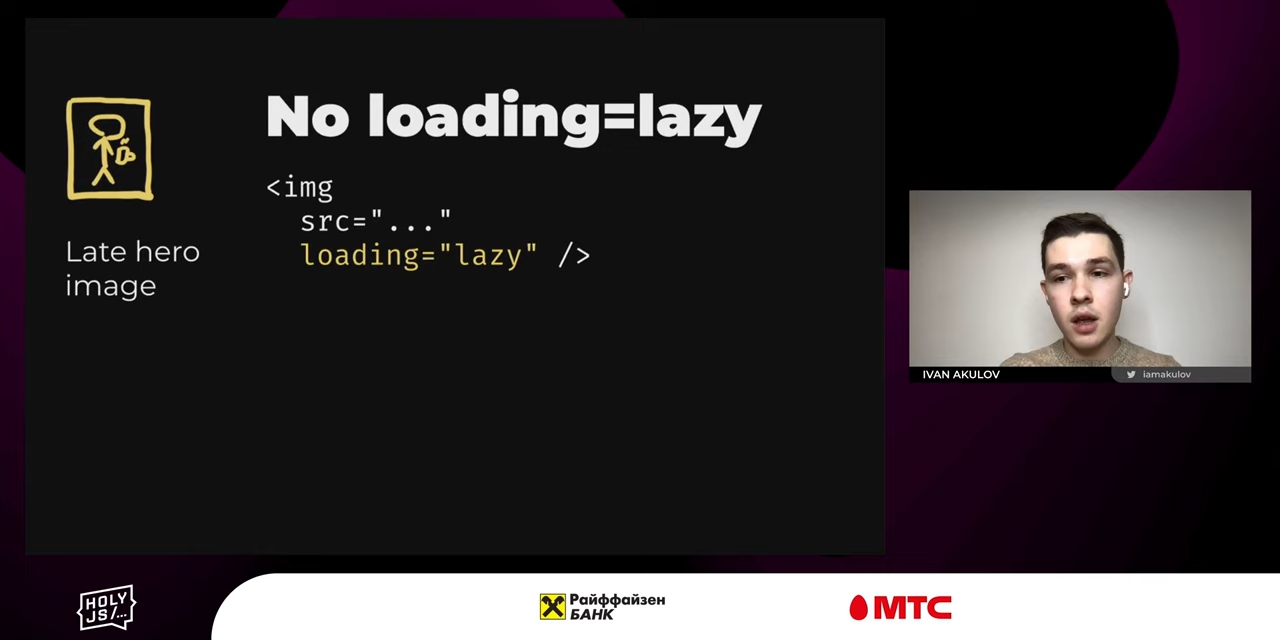 No loading=lazy
<img
src="..."
loading="lazy" />
Late hero
image
IVAN AKULOV
iamakulov
HOLY
JS/...
Райффайзен
БАНК
МТС